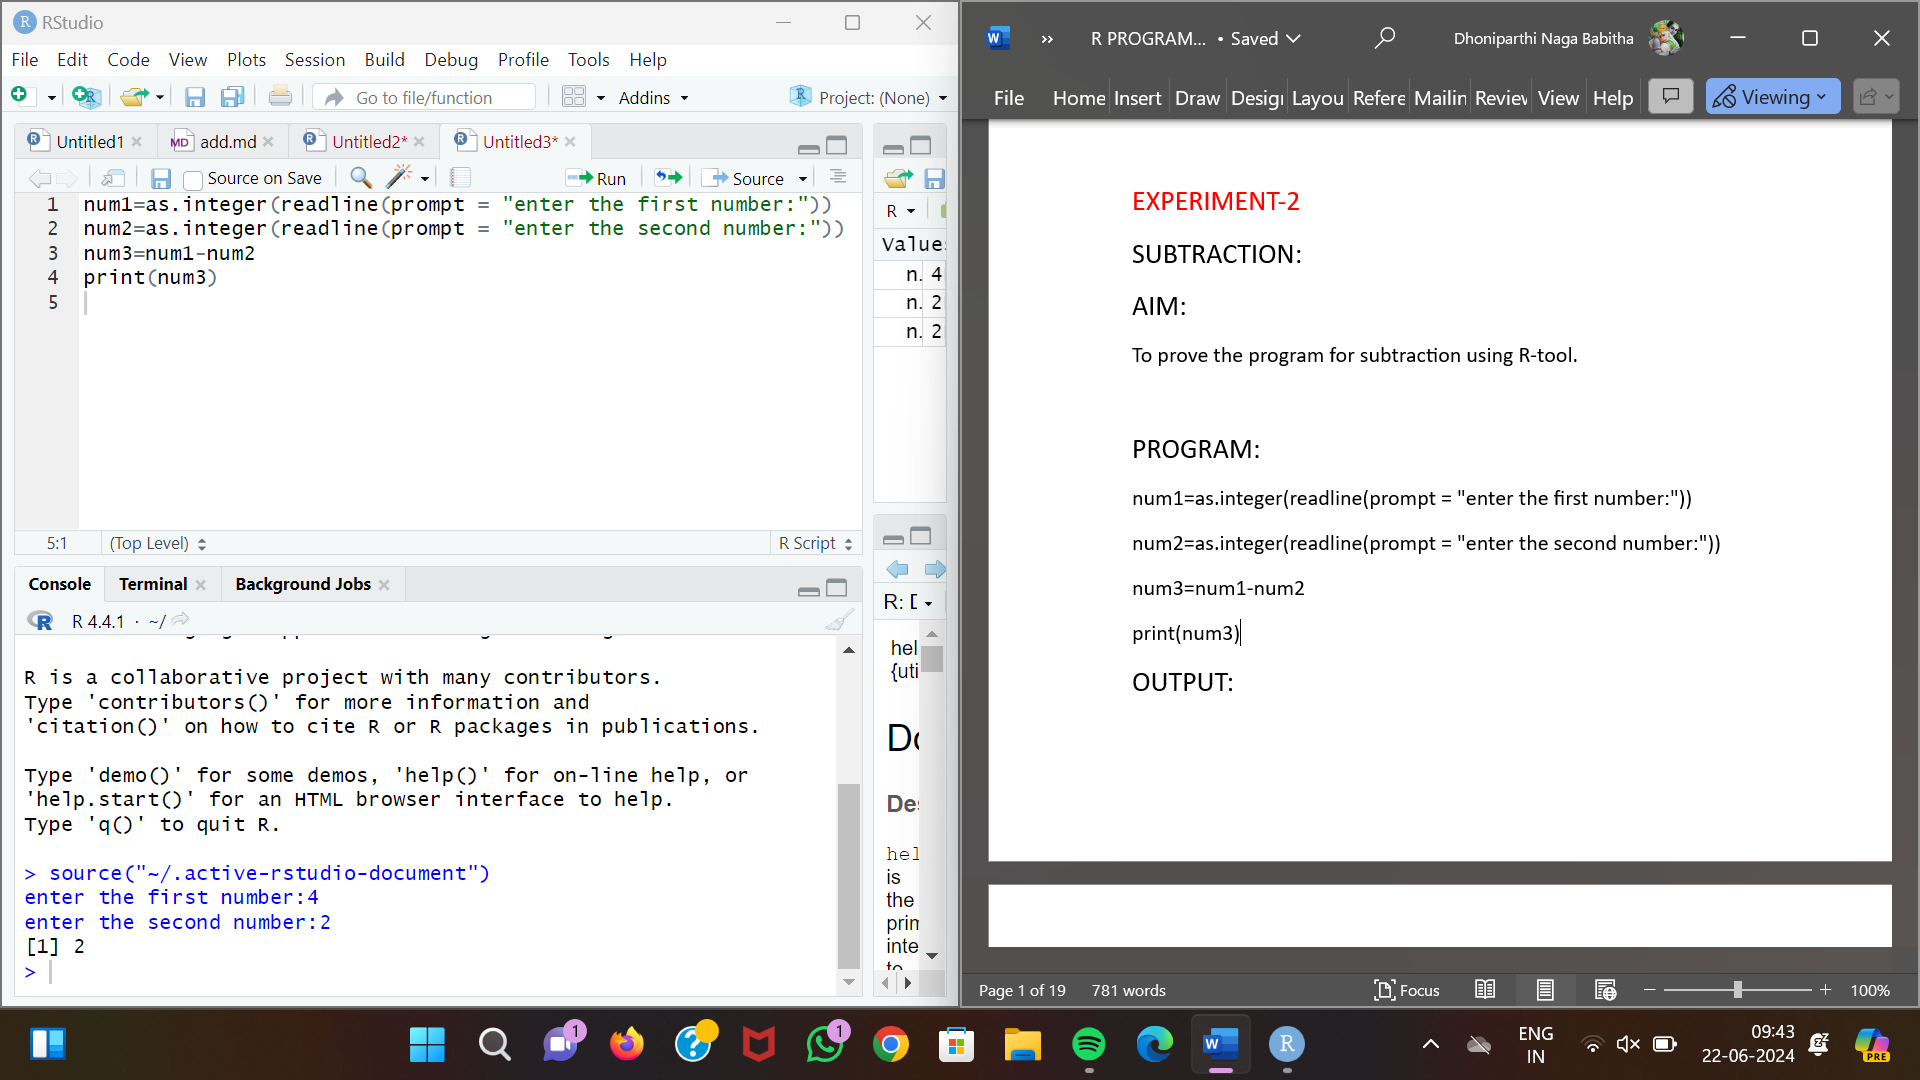 RStudio
File Edit Code View Plots Session Build Debug Profile Tools Help
Go to file/function
Addins
Project: (None)
Untitled1
add.md
Untitled2*
Untitled3*
Source on Save
Run
Source
1 num1=as.integer(readline(prompt = "enter the first number:"))
2 num2=as.integer(readline(prompt = "enter the second number:"))
3 num3=num1-num2
4 print(num3)
5
5:1
(Top Level)
R Script
R
Values
n. 4
n. 2
n. 2
Console
Terminal
Background Jobs
R 4.4.1 · ~/
R is a collaborative project with many contributors.
Type 'contributors()' for more information and
'citation()' on how to cite R or R packages in publications.
Type 'demo()' for some demos, 'help()' for on-line help, or
'help.start()' for an HTML browser interface to help.
Type 'q()' to quit R.
> source("~/.active-rstudio-document")
enter the first number:4
enter the second number:2
[1] 2
>
R:
hel
{uti
Do
Des
hel
is
the
prim
inte
to
R PROGRAM... • Saved
Dhoniparthi Naga Babitha
File Home Insert Draw Desig Layou Refere Mailin Review View Help
Viewing
EXPERIMENT-2
SUBTRACTION:
AIM:
To prove the program for subtraction using R-tool.
PROGRAM:
num1=as.integer(readline(prompt = "enter the first number:"))
num2=as.integer(readline(prompt = "enter the second number:"))
num3=num1-num2
print(num3)
OUTPUT:
Page 1 of 19
781 words
Focus
100%
1
1
ENG
IN
09:43
22-06-2024
PRE